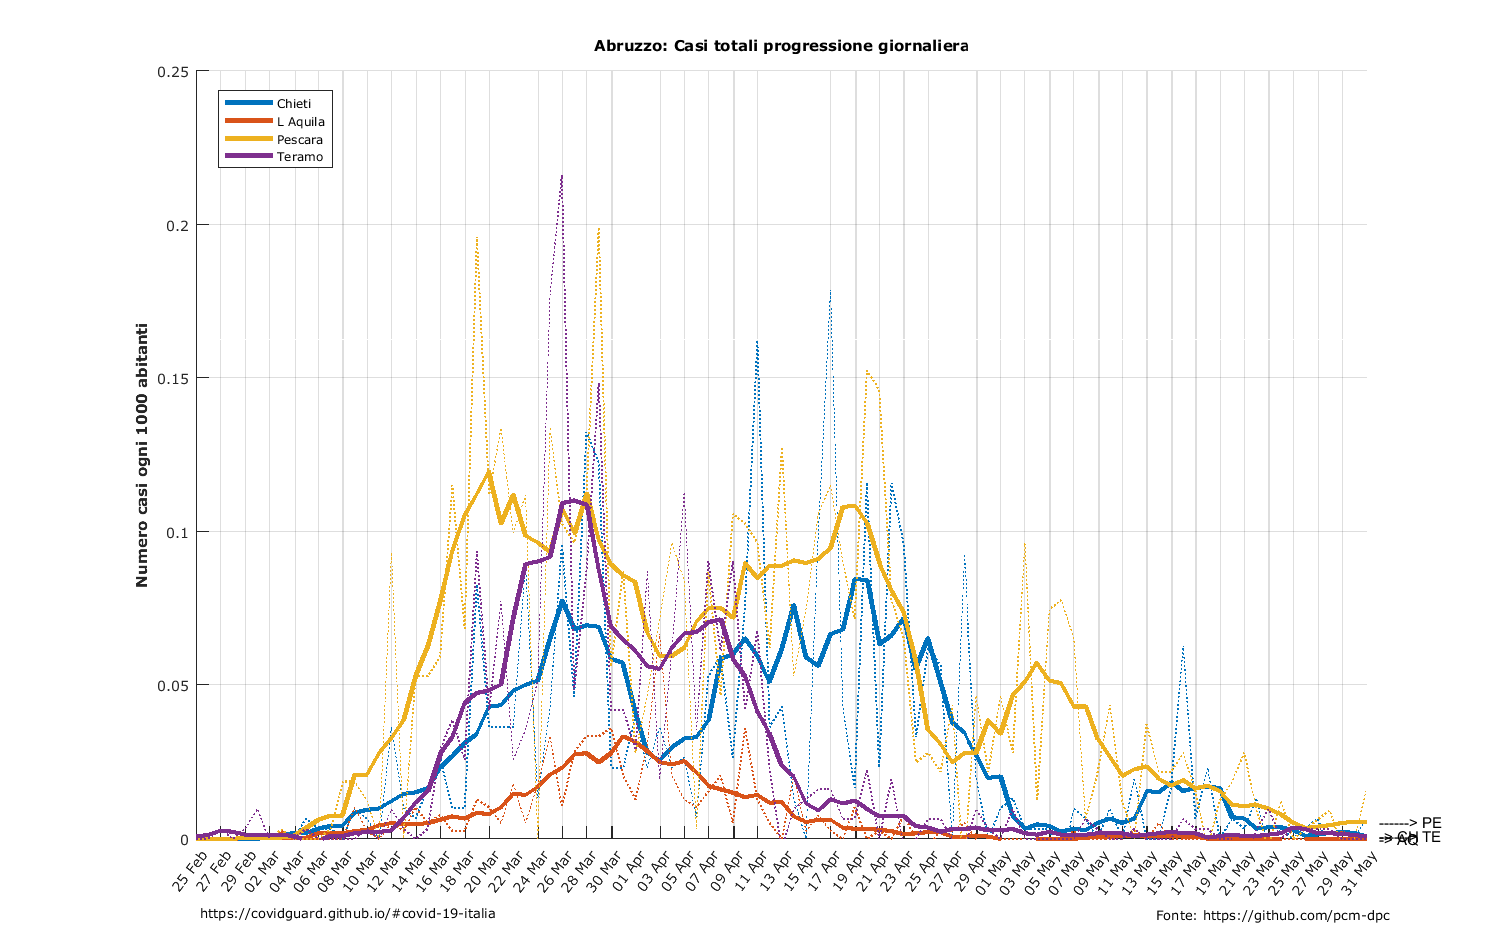 Abruzzo: Casi totali progressione giornaliera
Numero casi ogni 1000 abitanti
0.25
0.2
0.15
0.1
0.05
0
Chieti
L Aquila
Pescara
Teramo
25 Feb
27 Feb
29 Feb
02 Mar
04 Mar
06 Mar
08 Mar
10 Mar
12 Mar
14 Mar
16 Mar
18 Mar
20 Mar
22 Mar
24 Mar
26 Mar
28 Mar
30 Mar
01 Apr
03 Apr
05 Apr
07 Apr
09 Apr
11 Apr
13 Apr
15 Apr
17 Apr
19 Apr
21 Apr
23 Apr
25 Apr
27 Apr
29 Apr
01 May
03 May
05 May
07 May
09 May
11 May
13 May
15 May
17 May
19 May
21 May
23 May
25 May
27 May
29 May
31 May
------> PE
-> CH
TE
-> AQ
https://covidguard.github.io/#covid-19-italia
Fonte: https://github.com/pcm-dpc